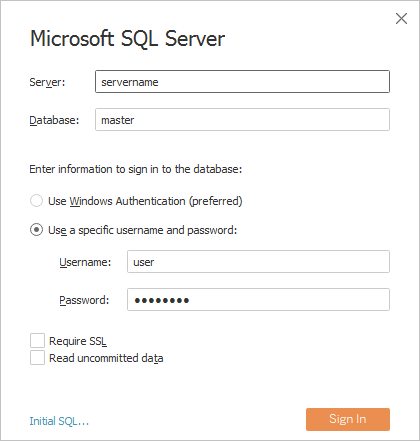 Microsoft SQL Server
Server: servername
Database: master
Enter information to sign in to the database:
Use Windows Authentication (preferred)
Use a specific username and password:
Username: user
Password: ●●●●●●●●
Require SSL
Read uncommitted data
Initial SQL...
Sign In